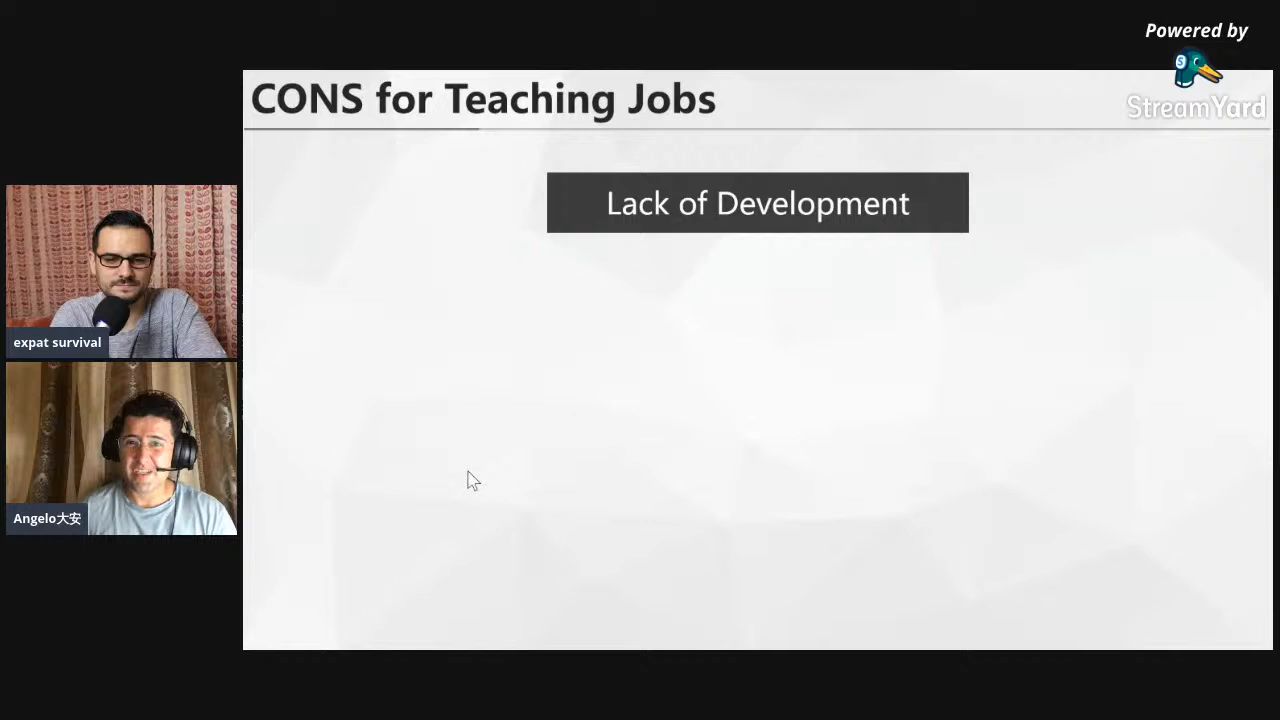 Powered by
StreamYard
CONS for Teaching Jobs
Lack of Development
expat survival
Angelo大安